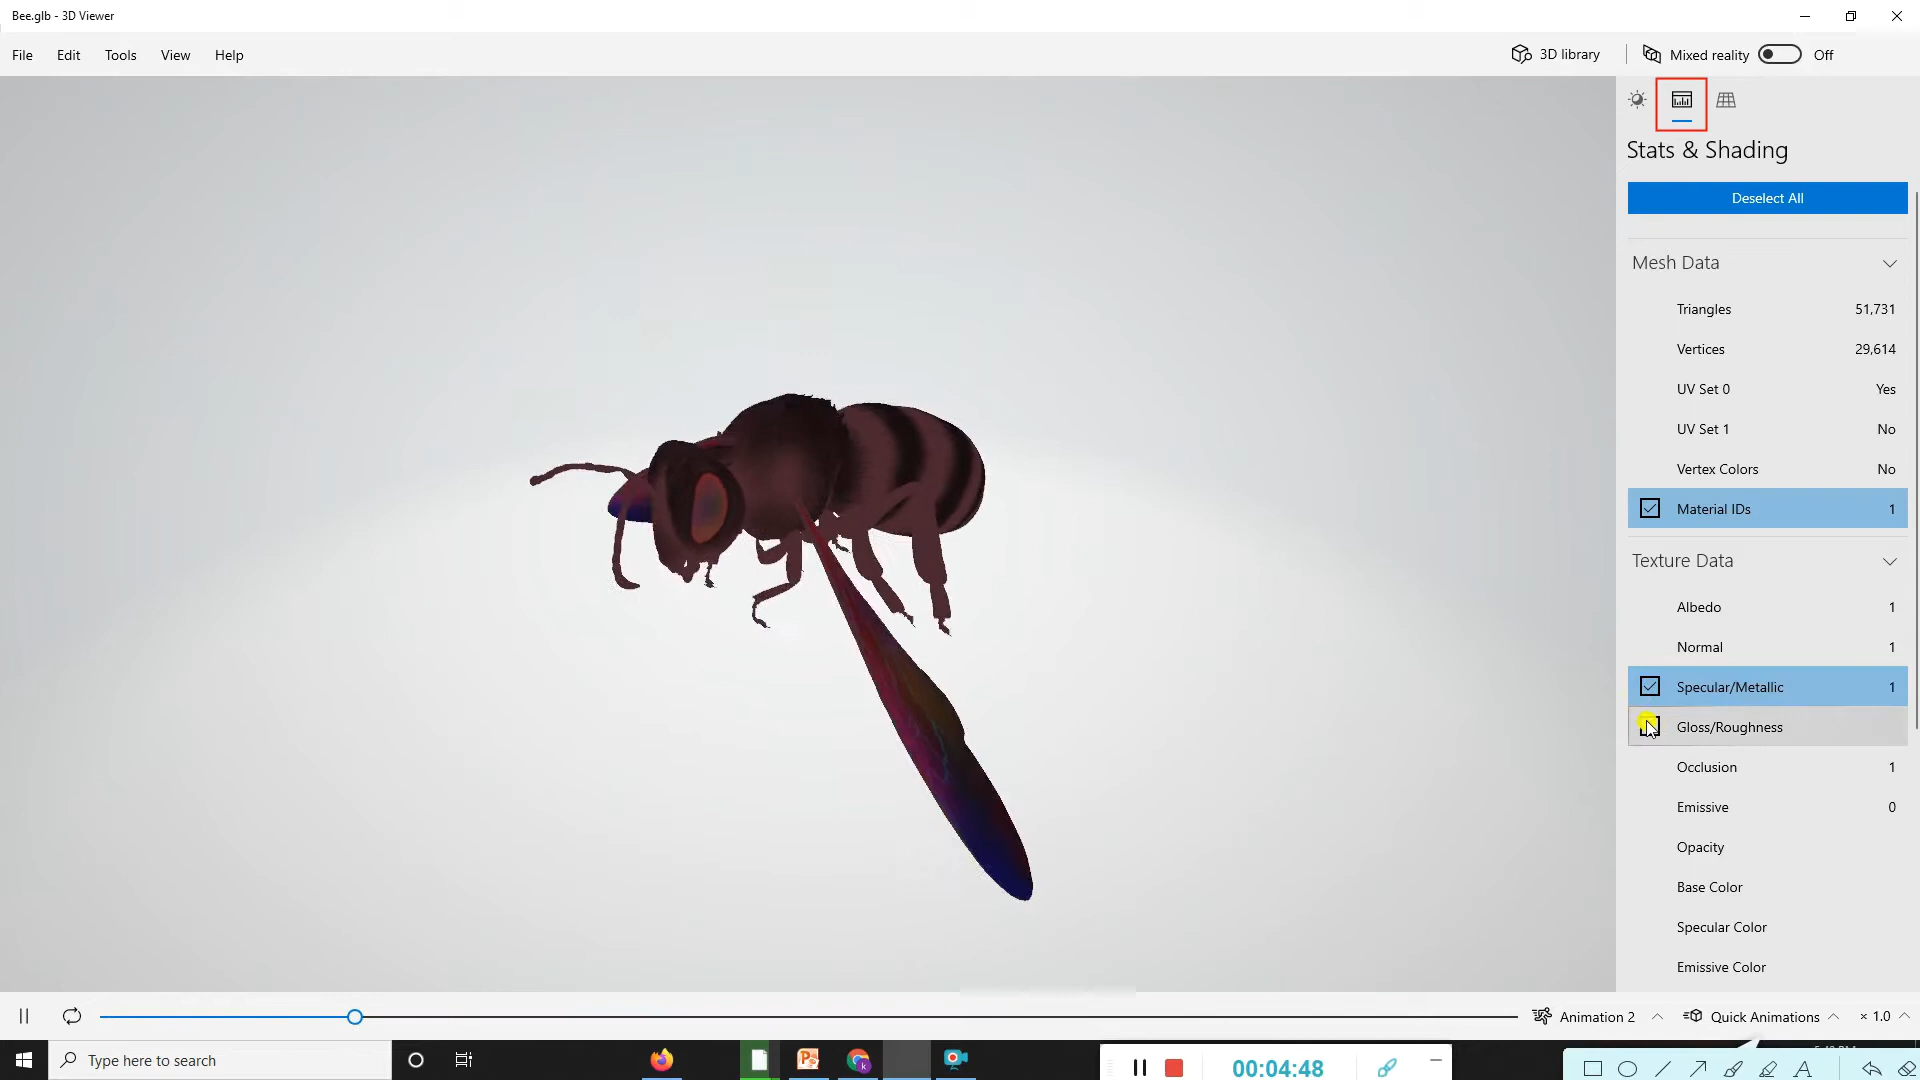 Bee.glb - 3D Viewer
File Edit Tools View Help
3D library
Mixed reality Off
Stats & Shading
Deselect All
Mesh Data
Triangles 51,731
Vertices 29,614
UV Set 0 Yes
UV Set 1 No
Vertex Colors No
Material IDs 1
Texture Data
Albedo 1
Normal 1
Specular/Metallic 1
Gloss/Roughness
Occlusion 1
Emissive 0
Opacity
Base Color
Specular Color
Emissive Color
Animation 2
Quick Animations
× 1.0
Type here to search
00:04:48